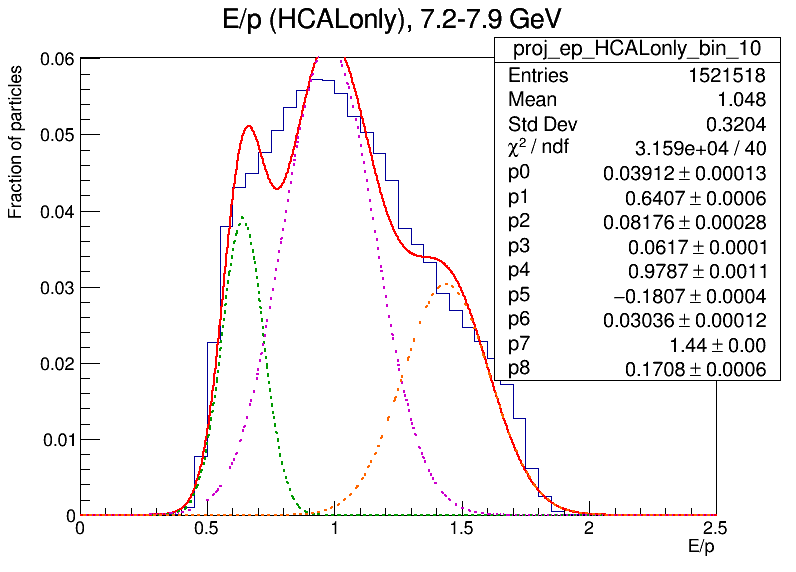 E/p (HCALonly), 7.2-7.9 GeV
proj_ep_HCALonly_bin_10
Entries 1521518
Mean 1.048
Std Dev 0.3204
χ² / ndf 3.159e+04 / 40
p0 0.03912 ± 0.00013
p1 0.6407 ± 0.0006
p2 0.08176 ± 0.00028
p3 0.0617 ± 0.0001
p4 0.9787 ± 0.0011
p5 −0.1807 ± 0.0004
p6 0.03036 ± 0.00012
p7 1.44 ± 0.00
p8 0.1708 ± 0.0006
Fraction of particles
0.06
0.05
0.04
0.03
0.02
0.01
0
0 0.5 1 1.5 2 2.5
E/p